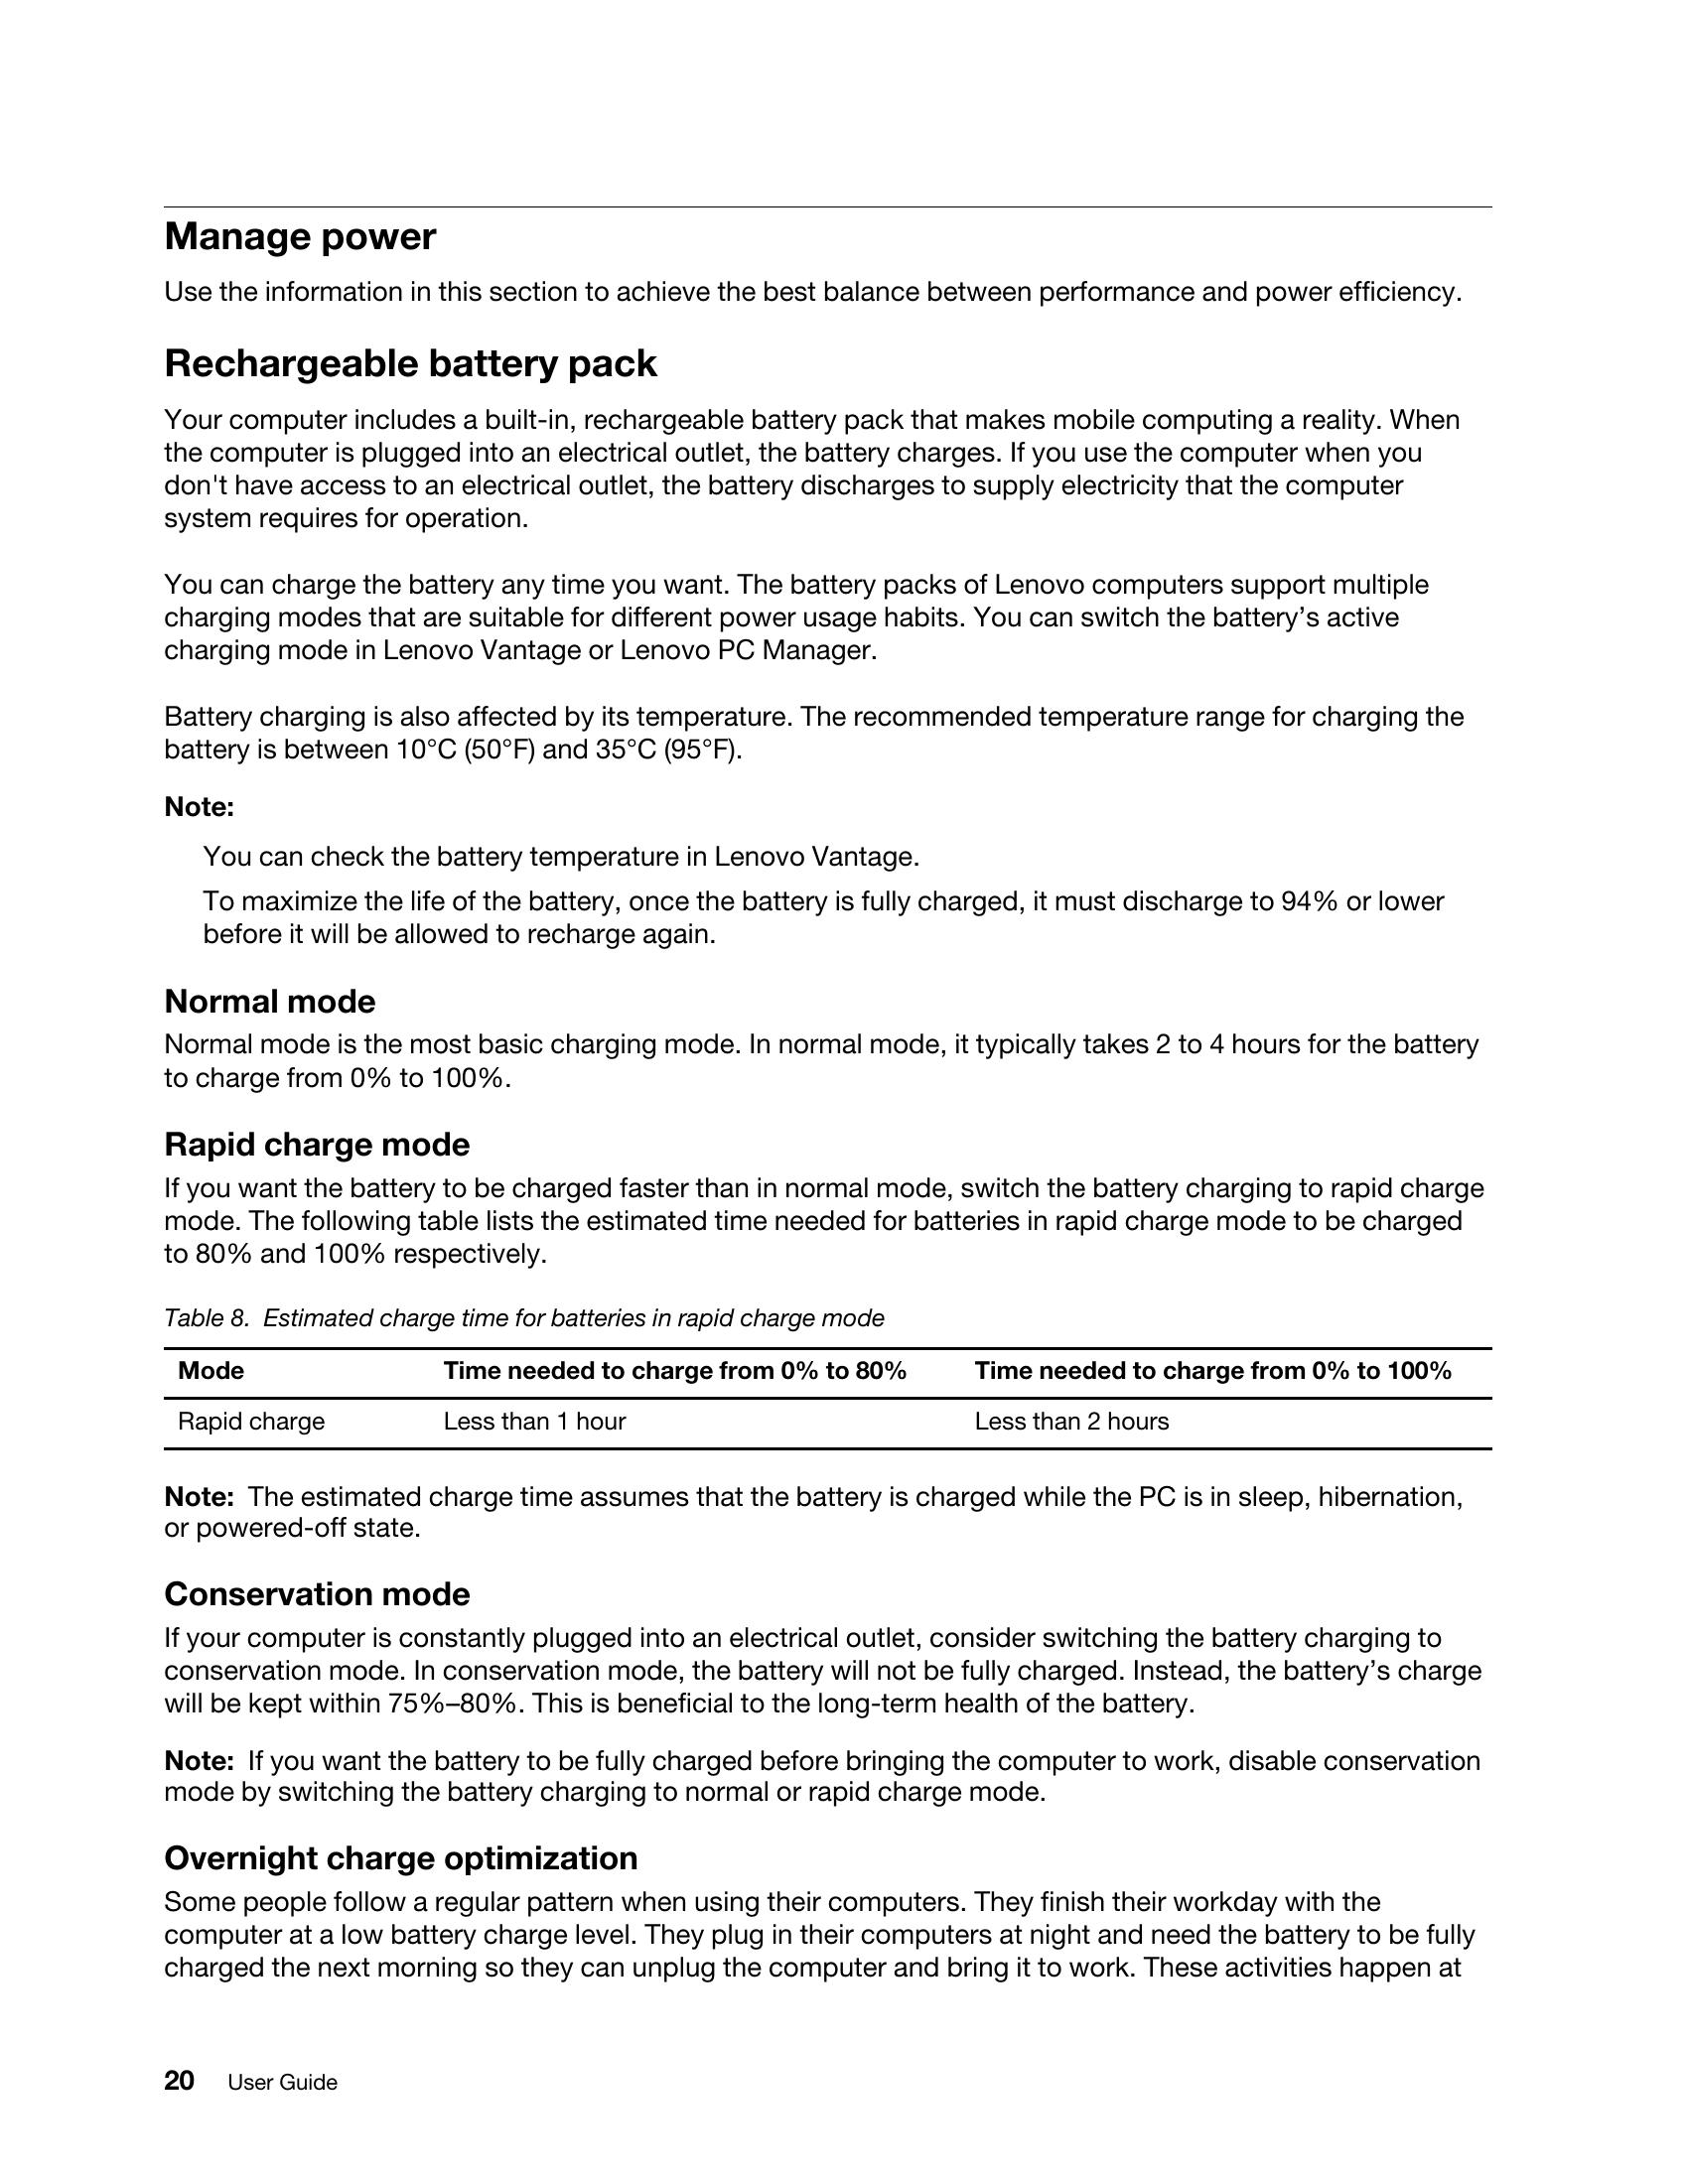 Manage power
Use the information in this section to achieve the best balance between performance and power efficiency.
Rechargeable battery pack
Your computer includes a built-in, rechargeable battery pack that makes mobile computing a reality. When
the computer is plugged into an electrical outlet, the battery charges. If you use the computer when you
don't have access to an electrical outlet, the battery discharges to supply electricity that the computer
system requires for operation.
You can charge the battery any time you want. The battery packs of Lenovo computers support multiple
charging modes that are suitable for different power usage habits. You can switch the battery’s active
charging mode in Lenovo Vantage or Lenovo PC Manager.
Battery charging is also affected by its temperature. The recommended temperature range for charging the
battery is between 10°C (50°F) and 35°C (95°F).
Note:
You can check the battery temperature in Lenovo Vantage.
To maximize the life of the battery, once the battery is fully charged, it must discharge to 94% or lower
before it will be allowed to recharge again.
Normal mode
Normal mode is the most basic charging mode. In normal mode, it typically takes 2 to 4 hours for the battery
to charge from 0% to 100%.
Rapid charge mode
If you want the battery to be charged faster than in normal mode, switch the battery charging to rapid charge
mode. The following table lists the estimated time needed for batteries in rapid charge mode to be charged
to 80% and 100% respectively.
Table 8. Estimated charge time for batteries in rapid charge mode
Mode Time needed to charge from 0% to 80% Time needed to charge from 0% to 100%
Rapid charge Less than 1 hour Less than 2 hours
Note: The estimated charge time assumes that the battery is charged while the PC is in sleep, hibernation,
or powered-off state.
Conservation mode
If your computer is constantly plugged into an electrical outlet, consider switching the battery charging to
conservation mode. In conservation mode, the battery will not be fully charged. Instead, the battery’s charge
will be kept within 75%–80%. This is beneficial to the long-term health of the battery.
Note: If you want the battery to be fully charged before bringing the computer to work, disable conservation
mode by switching the battery charging to normal or rapid charge mode.
Overnight charge optimization
Some people follow a regular pattern when using their computers. They finish their workday with the
computer at a low battery charge level. They plug in their computers at night and need the battery to be fully
charged the next morning so they can unplug the computer and bring it to work. These activities happen at
20 User Guide